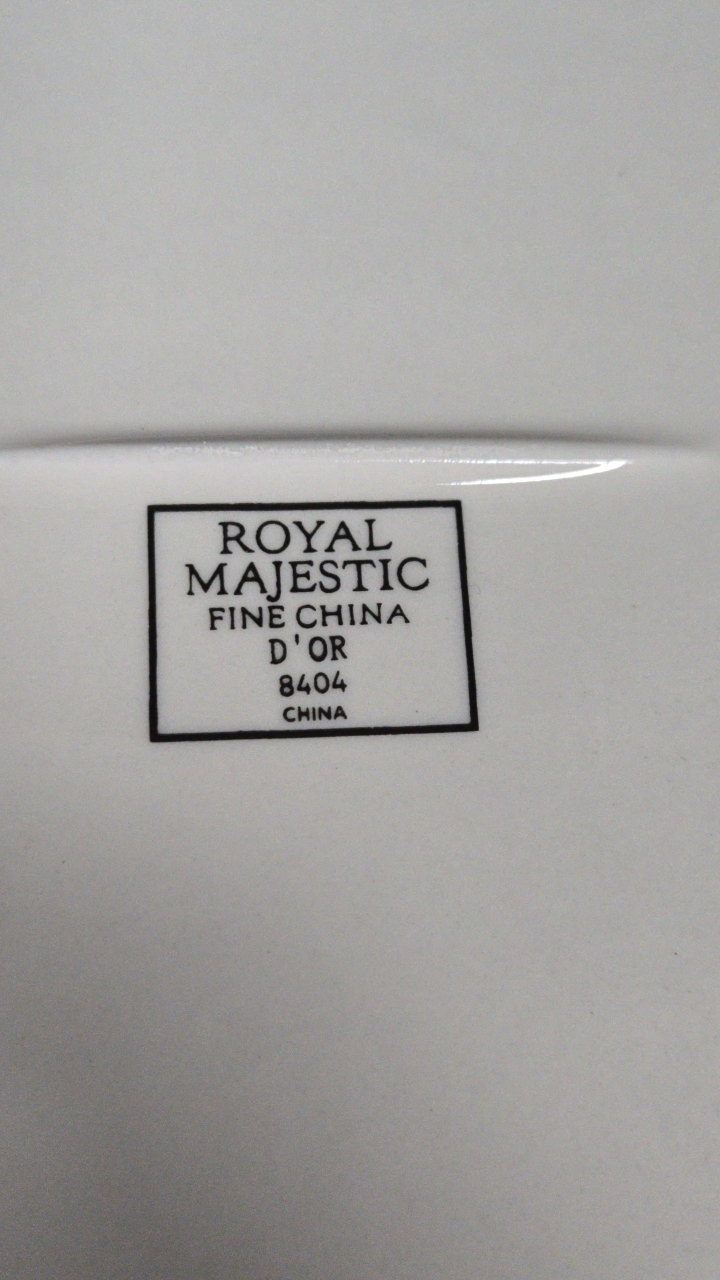 ROYAL
MAJESTIC
FINE CHINA
D'OR
8404
CHINA